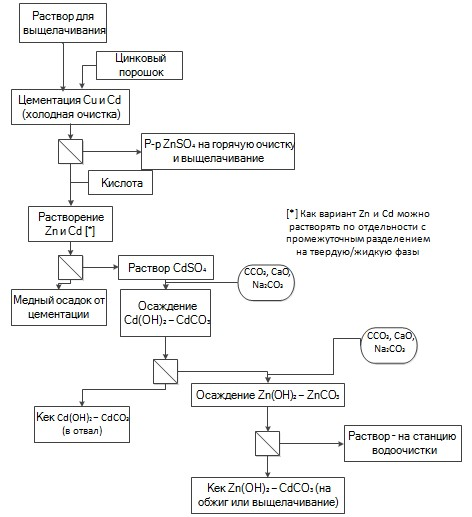 Раствор для
выщелачивания
Цинковый
порошок
Цементация Cu и Cd
(холодная очистка)
Р-р ZnSO₄ на горячую очистку
и выщелачивание
Кислота
Растворение
Zn и Cd [*]
[*] Как вариант Zn и Cd можно
растворять по отдельности с
промежуточным разделением
на твердую/жидкую фазы
Раствор CdSO₄
CCO₂, CaO,
Na₂CO₃
Медный осадок от
цементации
Осаждение
Cd(OH)₂ – CdCO₃
CCO₂, CaO,
Na₂CO₃
Осаждение Zn(OH)₂ – ZnCO₃
Кек Cd(OH)₂ – CdCO₃
(в отвал)
Раствор - на станцию
водоочистки
Кек Zn(OH)₂ – CdCO₃ (на
обжиг или выщелачивание)